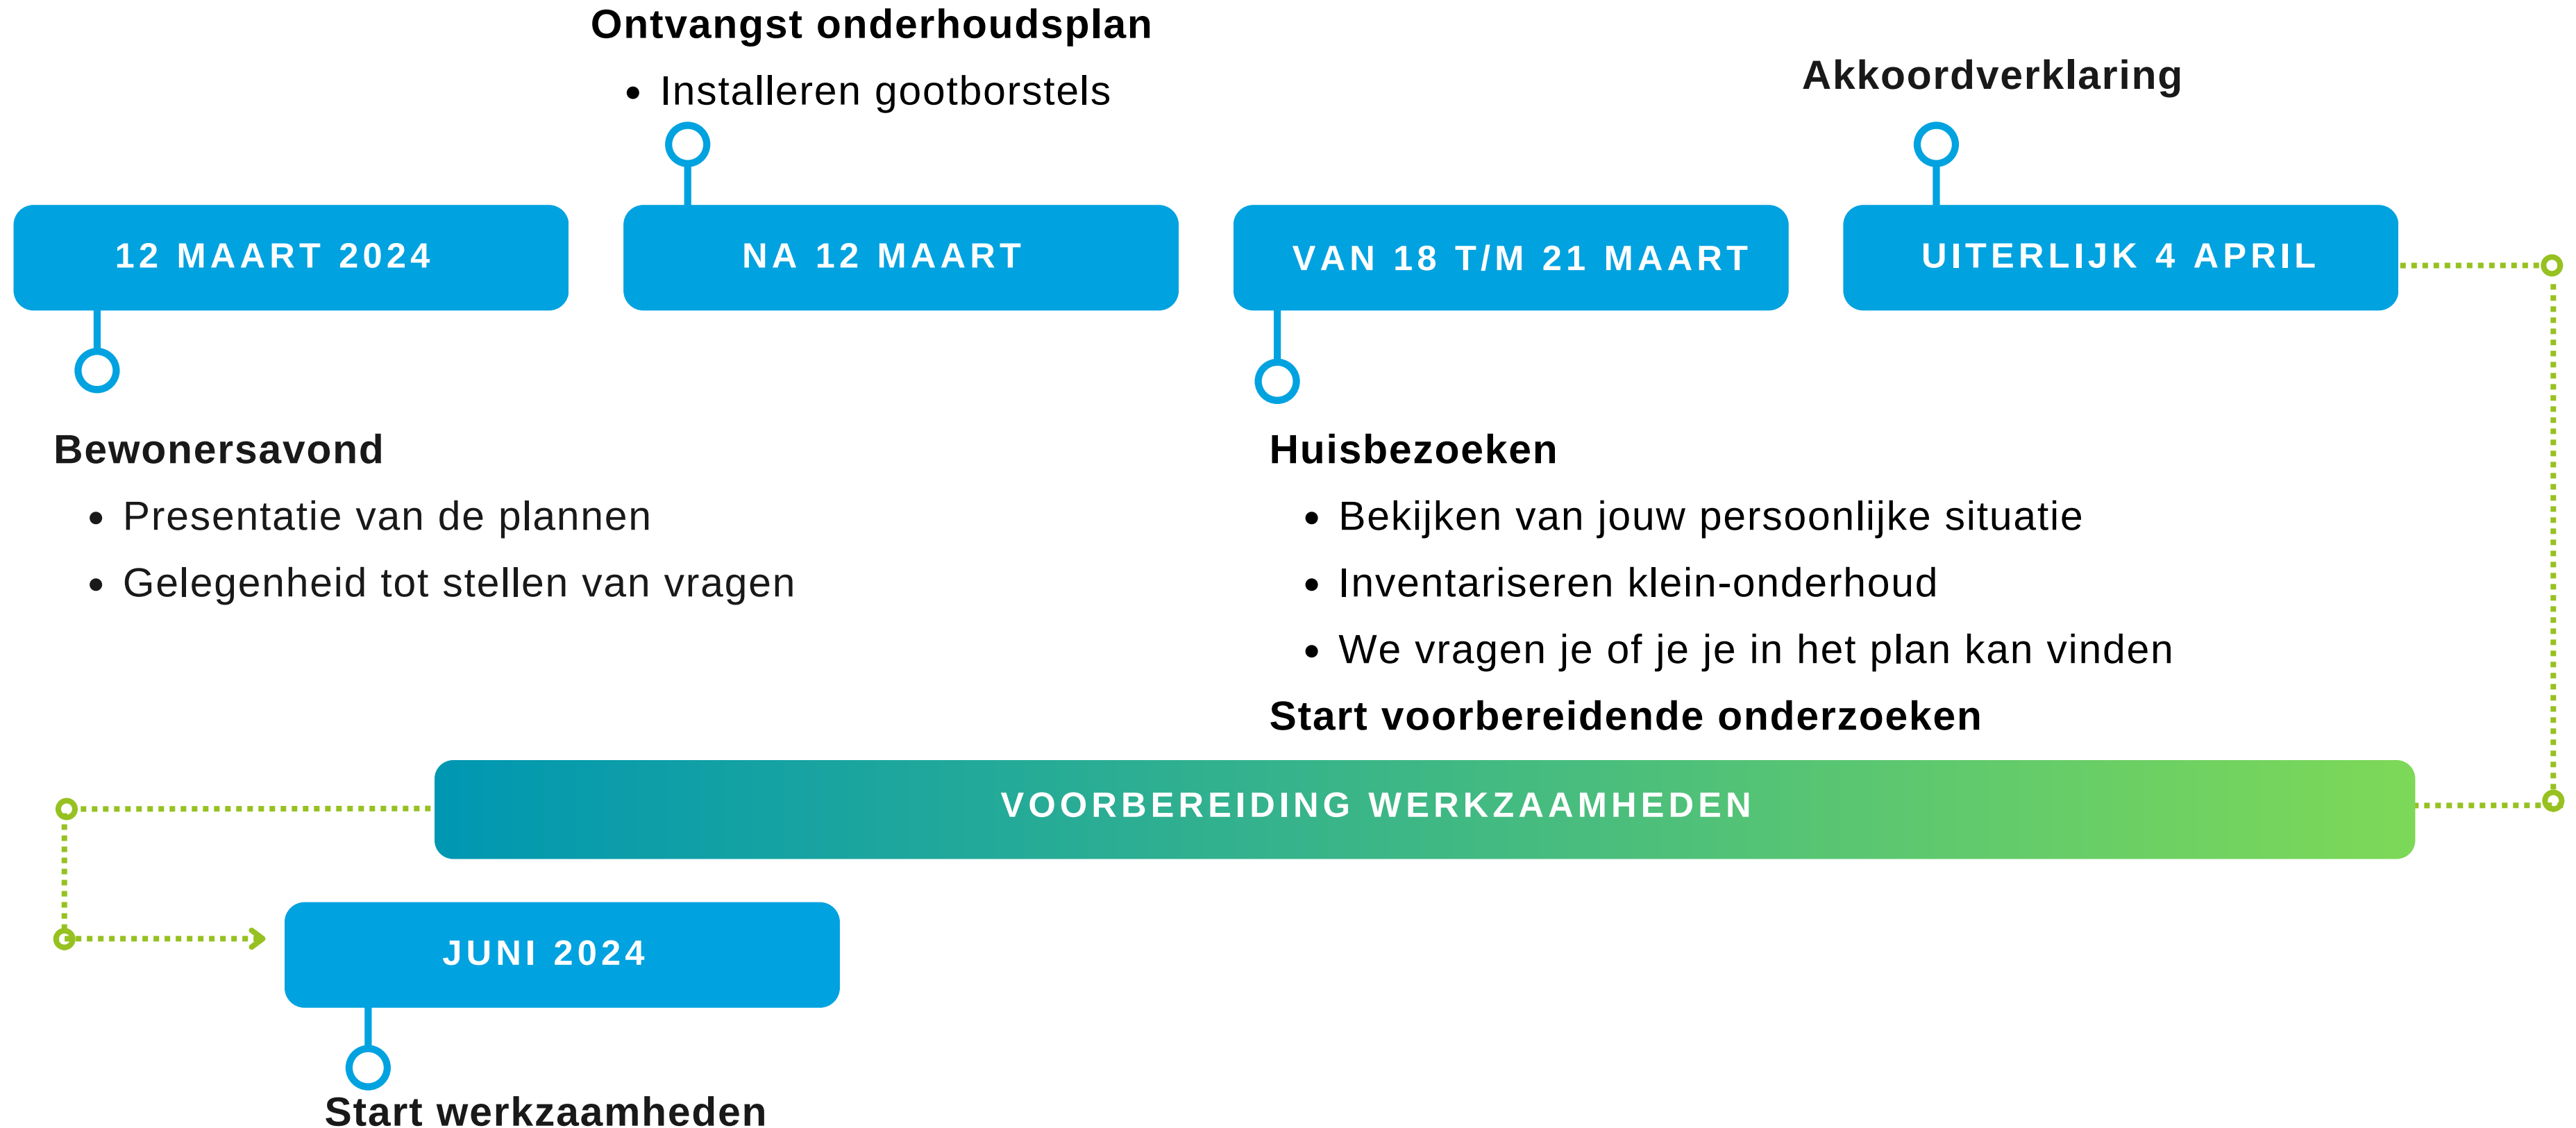 Ontvangst onderhoudsplan
• Installeren gootborstels
Akkoordverklaring
12 MAART 2024
NA 12 MAART
VAN 18 T/M 21 MAART
UITERLIJK 4 APRIL
Bewonersavond
• Presentatie van de plannen
• Gelegenheid tot stellen van vragen
Huisbezoeken
• Bekijken van jouw persoonlijke situatie
• Inventariseren klein-onderhoud
• We vragen je of je je in het plan kan vinden
Start voorbereidende onderzoeken
VOORBEREIDING WERKZAAMHEDEN
JUNI 2024
Start werkzaamheden